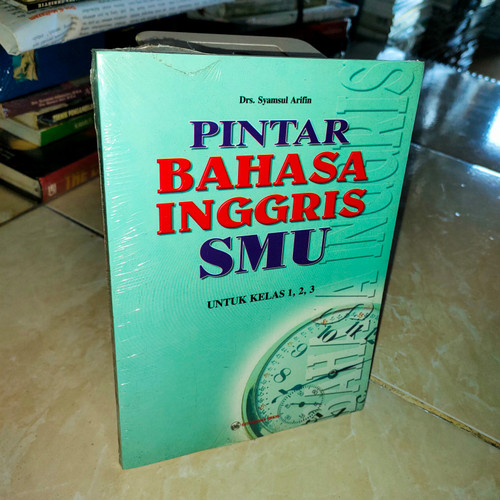 Drs. Syamsul Arifin
PINTAR
BAHASA
INGGRIS
SMU
UNTUK KELAS 1, 2, 3